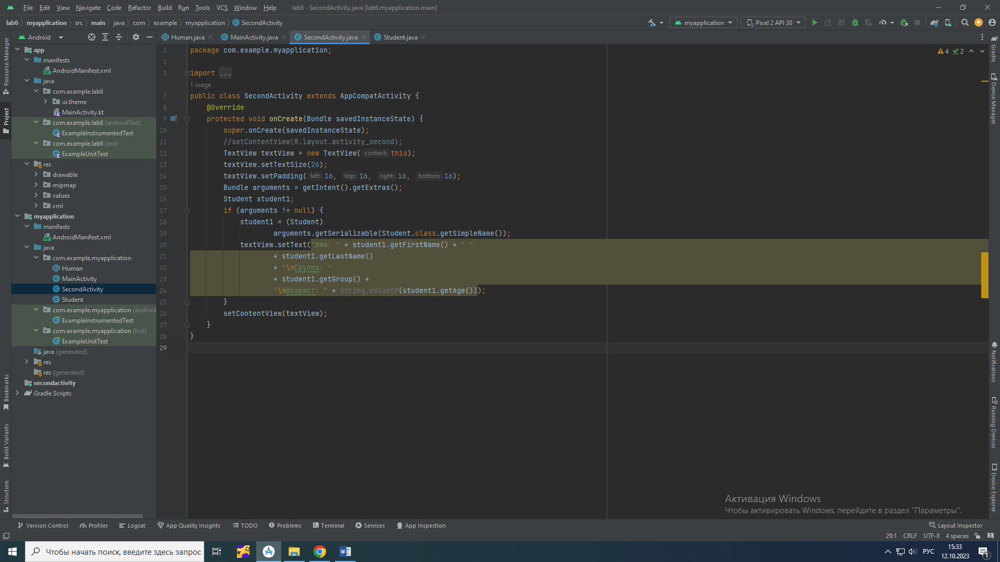 File Edit View Navigate Code Refactor Build Run Tools VCS Window Help lab6 - SecondActivity.java [lab6.myapplication.main]
lab6 myapplication src main java com example myapplication SecondActivity myapplication Pixel 2 API 30
Android Human.java MainActivity.java SecondActivity.java Student.java
Resource Manager
Project
Bookmarks
Build Variants
Structure
app
manifests
AndroidManifest.xml
java
com.example.lab6
ui.theme
MainActivity.kt
com.example.lab6 (androidTest)
ExampleInstrumentedTest
com.example.lab6 (test)
ExampleUnitTest
res
drawable
mipmap
values
xml
myapplication
manifests
AndroidManifest.xml
java
com.example.myapplication
Human
MainActivity
SecondActivity
Student
com.example.myapplication (android
ExampleInstrumentedTest
com.example.myapplication (test)
ExampleUnitTest
java (generated)
res
res (generated)
secondactivity
Gradle Scripts
4 2
1 package com.example.myapplication;
2
3 import ...
1 usage
7 public class SecondActivity extends AppCompatActivity {
8 @Override
9 protected void onCreate(Bundle savedInstanceState) {
10 super.onCreate(savedInstanceState);
11 //setContentView(R.layout.activity_second);
12 TextView textView = new TextView( context: this);
13 textView.setTextSize(26);
14 textView.setPadding( left: 16, top: 16, right: 16, bottom: 16);
15 Bundle arguments = getIntent().getExtras();
16 Student student1;
17 if (arguments != null) {
18 student1 = (Student)
19 arguments.getSerializable(Student.class.getSimpleName());
20 textView.setText("Имя: " + student1.getFirstName() + " "
21 + student1.getLastName()
22 + "\nГруппа: "
23 + student1.getGroup() +
24 "\nВозраст: " + String.valueOf(student1.getAge()));
25 }
26 setContentView(textView);
27 }
28 }
29
Gradle
Device Manager
Notifications
Running Devices
Device Explorer
Активация Windows
Чтобы активировать Windows, перейдите в раздел "Параметры".
Version Control Profiler Logcat App Quality Insights TODO Problems Terminal Services App Inspection Layout Inspector
29:1 CRLF UTF-8 4 spaces
Чтобы начать поиск, введите здесь запрос
РУС
15:33
12.10.2023
1